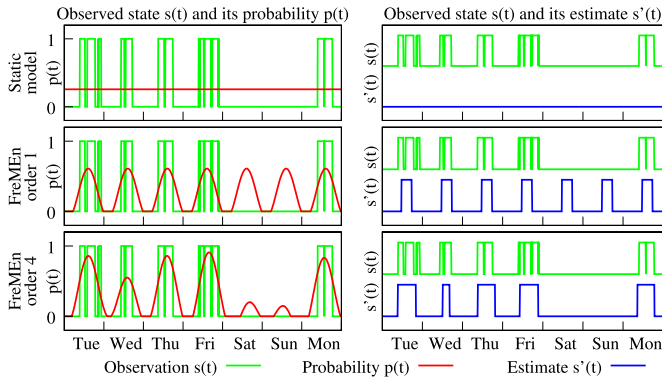 Observed state s(t) and its probability p(t)
Observed state s(t) and its estimate s'(t)
Static
model
p(t)
1
0
s(t)
s'(t)
FreMEn
order 1
p(t)
1
0
s(t)
s'(t)
FreMEn
order 4
p(t)
1
0
s(t)
s'(t)
Tue Wed Thu Fri Sat Sun Mon
Tue Wed Thu Fri Sat Sun Mon
Observation s(t)
Probability p(t)
Estimate s'(t)